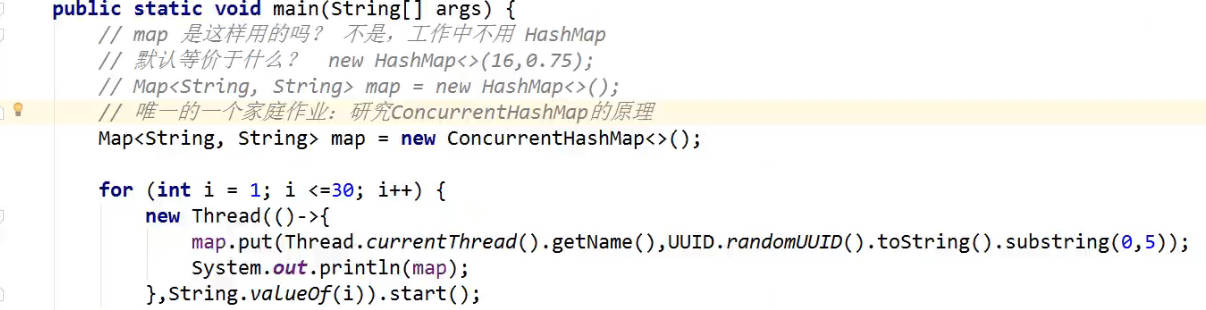 public static void main(String[] args) {
// map 是这样用的吗？ 不是，工作中不用 HashMap
// 默认等价于什么？  new HashMap<>(16,0.75);
// Map<String, String> map = new HashMap<>();
// 唯一的一个家庭作业：研究ConcurrentHashMap的原理
Map<String, String> map = new ConcurrentHashMap<>();
for (int i = 1; i <=30; i++) {
new Thread(()->{
map.put(Thread.currentThread().getName(),UUID.randomUUID().toString().substring(0,5));
System.out.println(map);
},String.valueOf(i)).start();